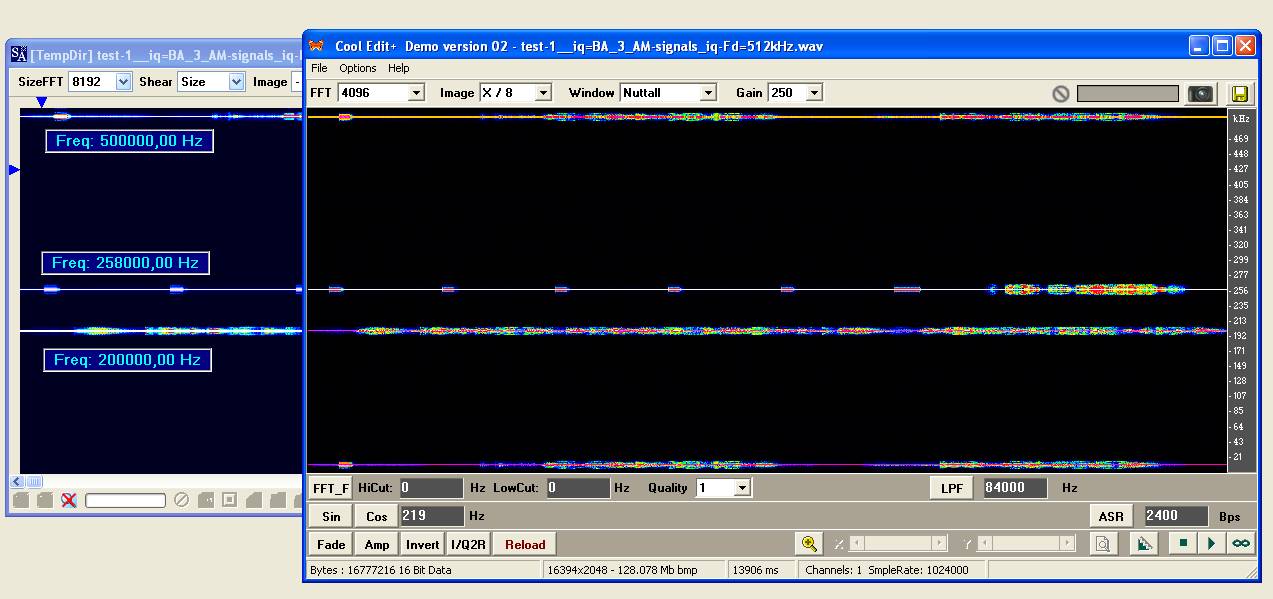 [TempDir] test-1__iq=BA_3_AM-signals_iq-
SizeFFT 8192 Shear Size Image -
Freq: 500000,00 Hz
Freq: 258000,00 Hz
Freq: 200000,00 Hz
Cool Edit+ Demo version 02 - test-1__iq=BA_3_AM-signals_iq-Fd=512kHz.wav
File Options Help
FFT 4096 Image X / 8 Window Nuttall Gain 250
kHz
469
448
427
405
384
363
341
320
299
277
256
235
213
192
171
149
128
107
85
64
43
21
FFT_F HiCut: 0 Hz LowCut: 0 Hz Quality 1 LPF 84000 Hz
Sin Cos 219 Hz ASR 2400 Bps
Fade Amp Invert I/Q2R Reload X Y
Bytes : 16777216 16 Bit Data 16394x2048 - 128.078 Mb bmp 13906 ms Channels: 1 SmpleRate: 1024000